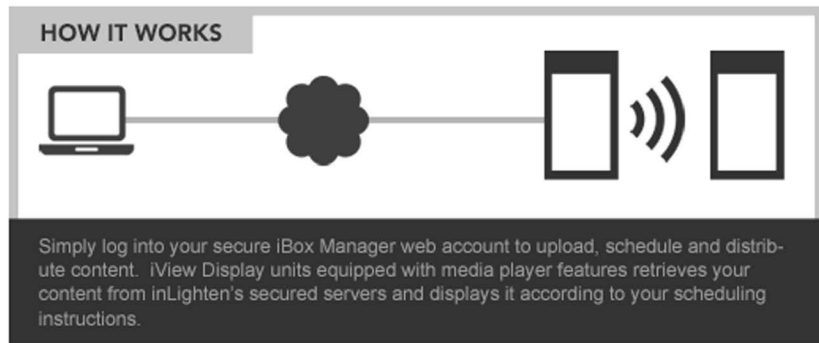 HOW IT WORKS
Simply log into your secure iBox Manager web account to upload, schedule and distrib-
ute content.  iView Display units equipped with media player features retrieves your
content from inLighten's secured servers and displays it according to your scheduling
instructions.